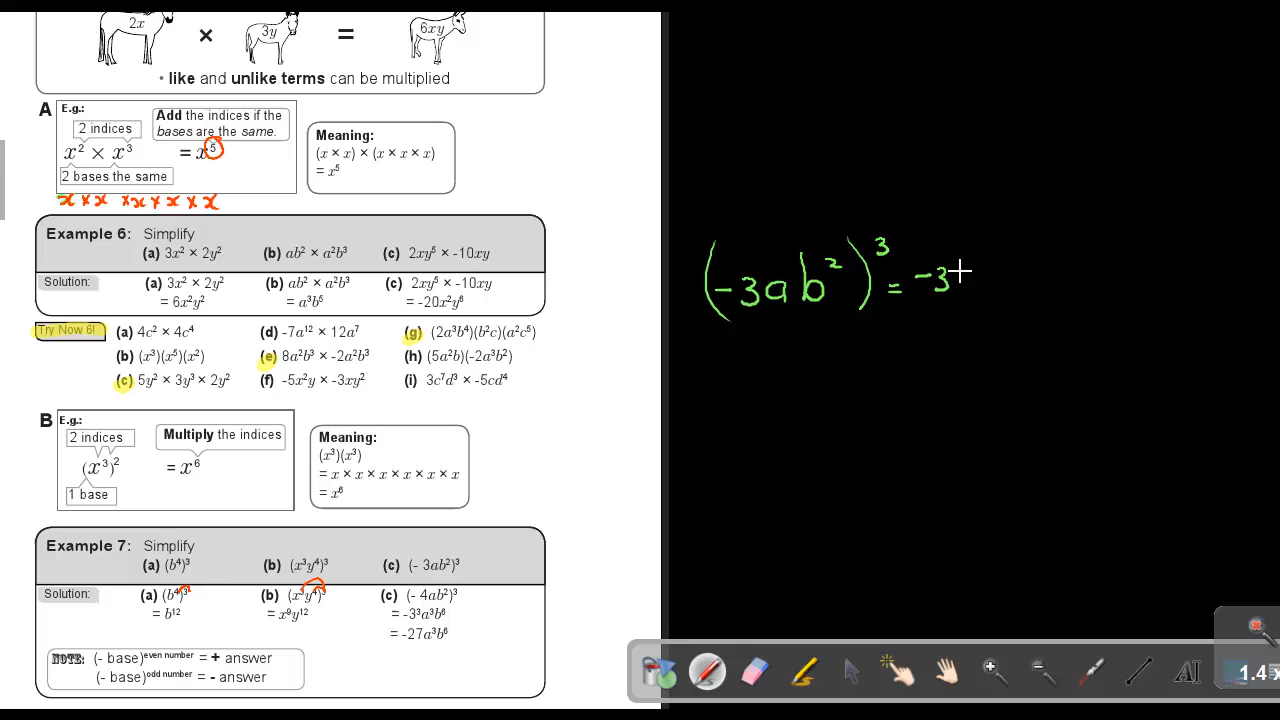 2x × 3y = 6xy
• like and unlike terms can be multiplied
A E.g.:
2 indices
Add the indices if the
bases are the same.
x² × x³ = x⁵
2 bases the same
x × x × x × x × x
Meaning:
(x × x) × (x × x × x)
= x⁵
Example 6: Simplify
(a) 3x² × 2y² (b) ab² × a²b³ (c) 2xy⁵ × -10xy
Solution: (a) 3x² × 2y² (b) ab² × a²b³ (c) 2xy⁵ × -10xy
= 6x²y² = a³b⁵ = -20x²y⁶
Try Now 6! (a) 4c² × 4c⁴ (d) -7a¹² × 12a⁷ (g) (2a³b⁴)(b²c)(a²c⁵)
(b) (x³)(x⁵)(x²) (e) 8a²b³ × -2a²b³ (h) (5a²b)(-2a³b²)
(c) 5y² × 3y³ × 2y² (f) -5x²y × -3xy² (i) 3c⁷d³ × -5cd⁴
B E.g.:
2 indices
Multiply the indices
(x³)² = x⁶
1 base
Meaning:
(x³)(x³)
= x × x × x × x × x × x
= x⁶
Example 7: Simplify
(a) (b⁴)³ (b) (x³y⁴)³ (c) (- 3ab²)³
Solution: (a) (b⁴)³ (b) (x³y⁴)³ (c) (- 4ab²)³
= b¹² = x⁹y¹² = -3³a³b⁶
= -27a³b⁶
NOTE: (- base)even number = + answer
(- base)odd number = - answer
(-3ab²)³ = -3
AI
1.4 x